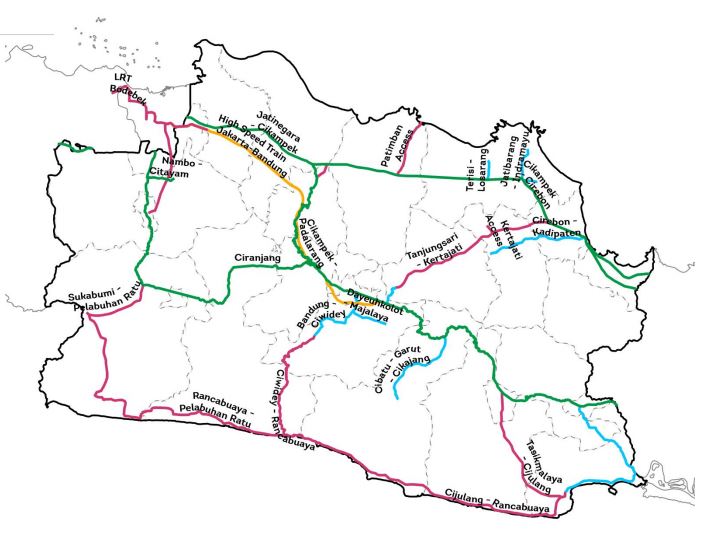 LRT
Bodebek
Jatinegara
- Cikampek
High Speed Train
Jakarta-Bandung
Nambo -
Citayam
Patimban
Access
Terisi -
Losarang
Jatibarang
- Indramayu
Cikampek
- Cirebon
Cirebon -
Kadipaten
Kertajati
Access
Tanjungsari
- Kertajati
Cikampek -
Padalarang
Ciranjang
Sukabumi -
Pelabuhan Ratu
Dayeuhkolot
- Majalaya
Bandung -
Ciwidey
Cibatu - Garut
Cikajang
Ciwidey - Rancabuaya
Rancabuaya -
Pelabuhan Ratu
Tasikmalaya
- Cijulang
Cijulang - Rancabuaya